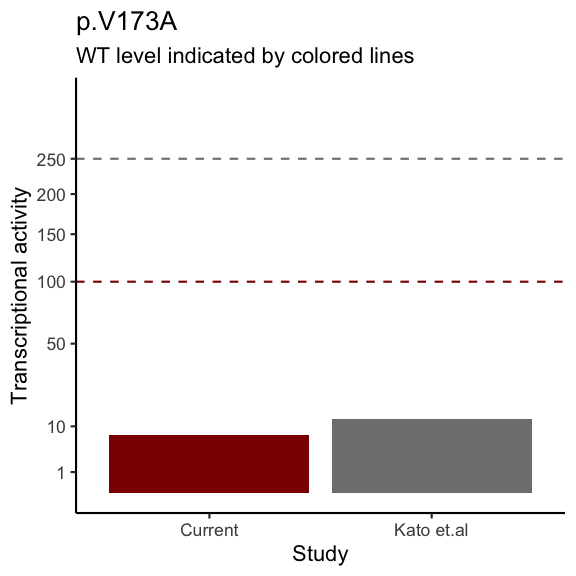 p.V173A
WT level indicated by colored lines
Transcriptional activity
250
200
150
100
50
10
1
Current
Kato et.al
Study